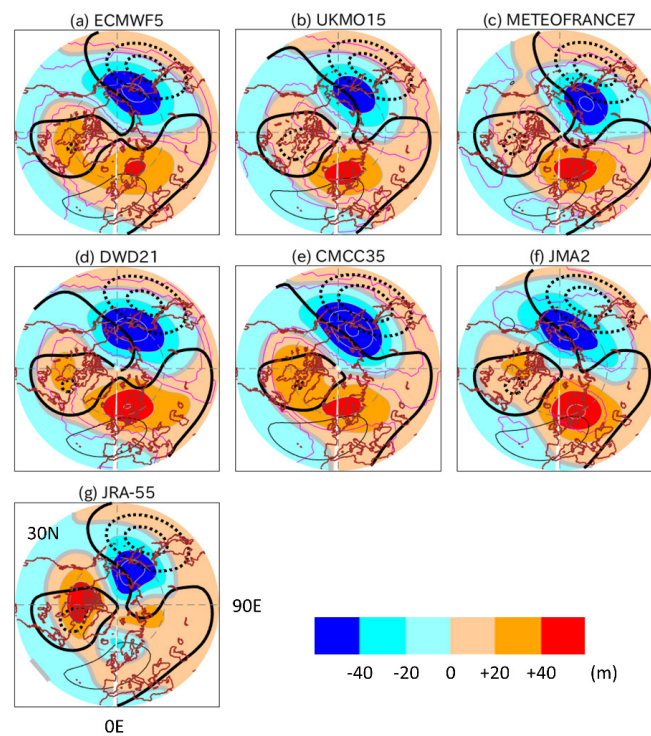 (a) ECMWF5
(b) UKMO15
(c) METEOFRANCE7
(d) DWD21
(e) CMCC35
(f) JMA2
(g) JRA-55
30N
90E
0E
-40 -20 0 +20 +40 (m)